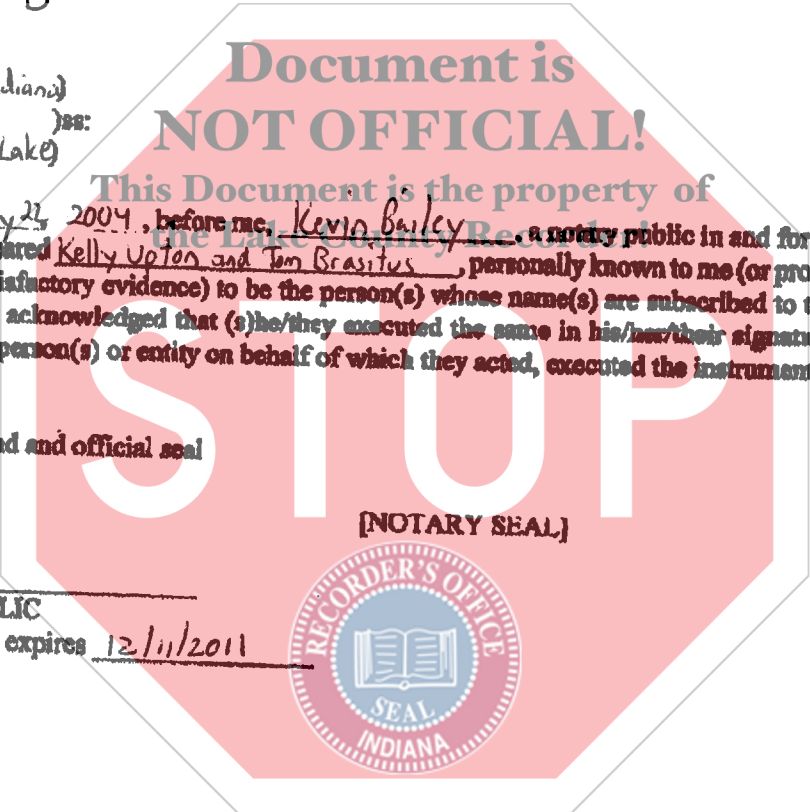 Document is
diana)
)ss:
NOT OFFICIAL!
Lake)
This Document is the property of
y 22, 2004, before me, Kevin Bailey, a notary public in and for
the Lake County Recorder!
ared Kelly Upton and Tom Brasitus, personally known to me (or pro
isfactory evidence) to be the person(s) whose name(s) are subscribed to t
acknowledged that (s)he/they executed the same in his/her/their signatu
person(s) or entity on behalf of which they acted, executed the instrument
STOP
nd and official seal
[NOTARY SEAL]
LIC
expires 12/11/2011
RECORDER'S OFFICE
SEAL
INDIANA